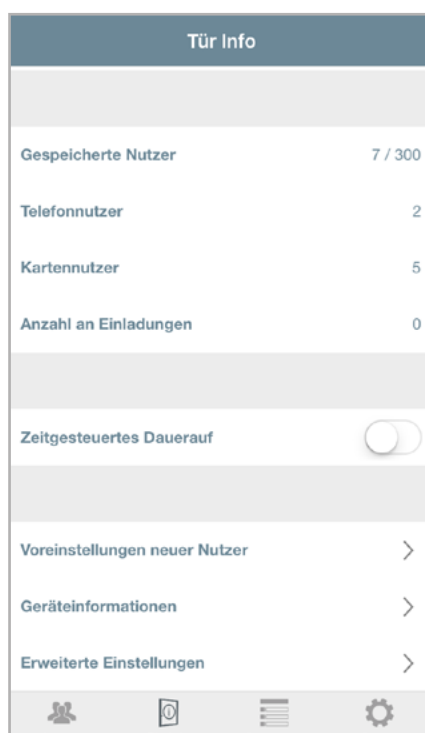 Tür Info
Gespeicherte Nutzer 7 / 300
Telefonnutzer 2
Kartennutzer 5
Anzahl an Einladungen 0
Zeitgesteuertes Dauerauf
Voreinstellungen neuer Nutzer
Geräteinformationen
Erweiterte Einstellungen